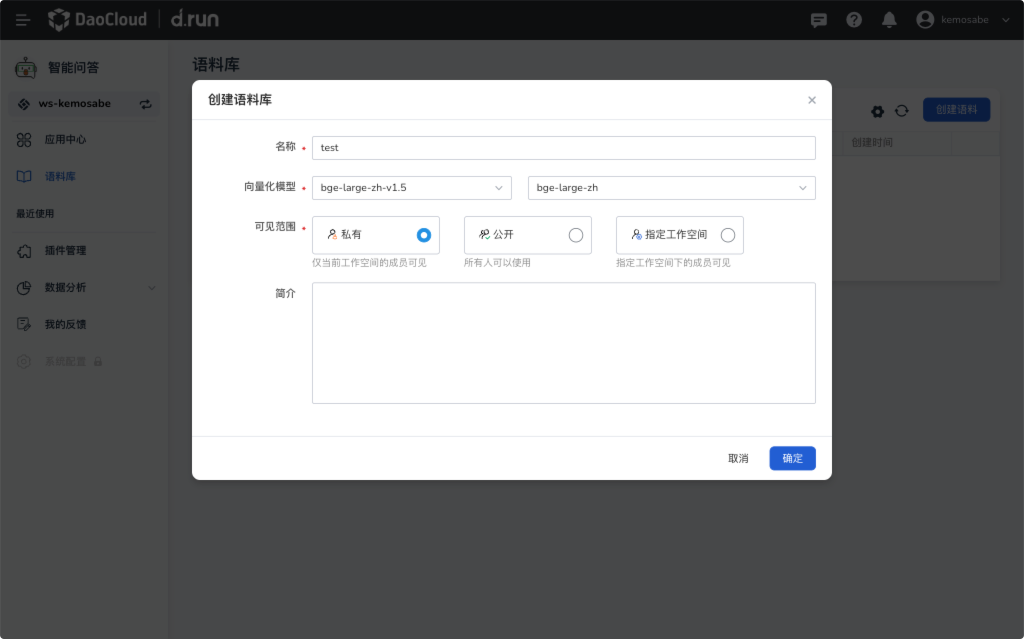 DaoCloud
d.run
kemosabe
智能问答
ws-kemosabe
应用中心
语料库
最近使用
插件管理
数据分析
我的反馈
系统配置
语料库
创建语料
创建时间
创建语料库
名称
test
向量化模型
bge-large-zh-v1.5
bge-large-zh
可见范围
私有
公开
指定工作空间
仅当前工作空间的成员可见
所有人可以使用
指定工作空间下的成员可见
简介
取消
确定